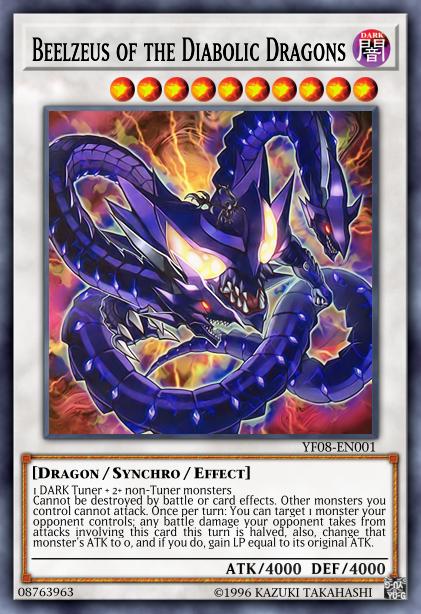 BEELZEUS OF THE DIABOLIC DRAGONS
DARK
闇
YF08-EN001
[DRAGON / SYNCHRO / EFFECT]
1 DARK Tuner + 2+ non-Tuner monsters
Cannot be destroyed by battle or card effects. Other monsters you
control cannot attack. Once per turn: You can target 1 monster your
opponent controls; any battle damage your opponent takes from
attacks involving this card this turn is halved, also, change that
monster's ATK to 0, and if you do, gain LP equal to its original ATK.
ATK/4000 DEF/4000
08763963
©1996 KAZUKI TAKAHASHI